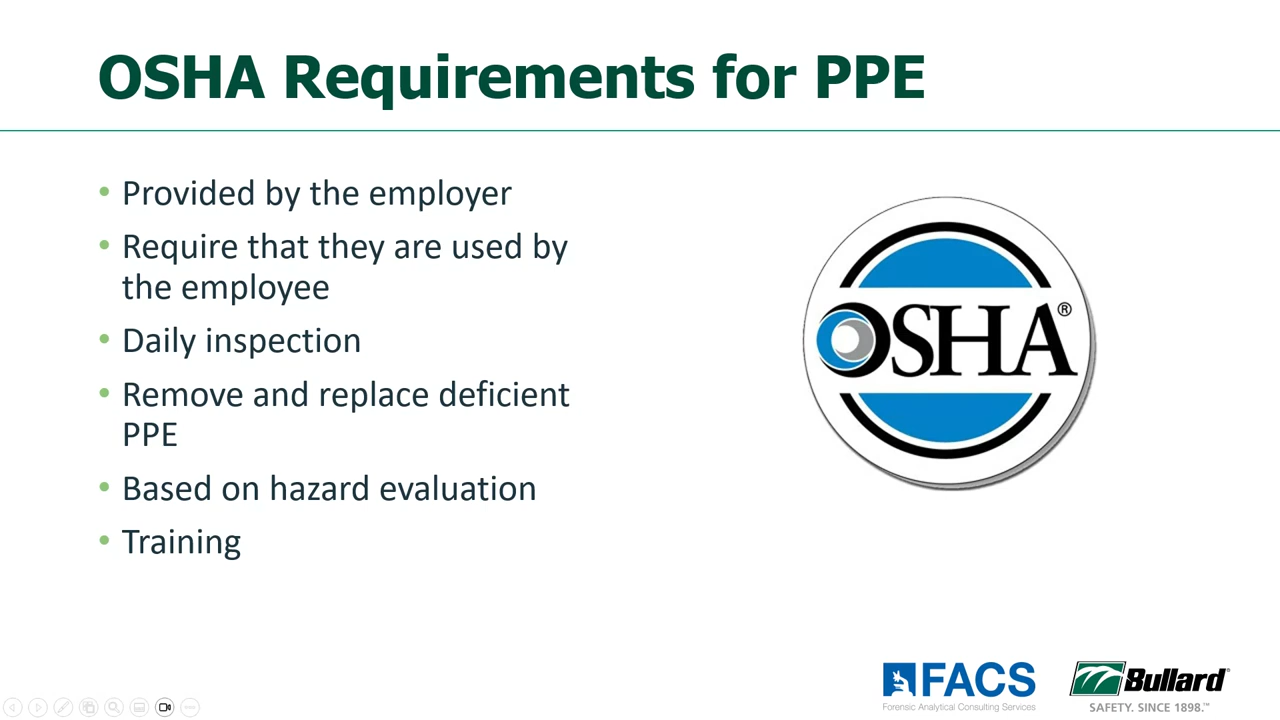 OSHA Requirements for PPE
• Provided by the employer
• Require that they are used by
the employee
• Daily inspection
• Remove and replace deficient
PPE
• Based on hazard evaluation
• Training
OSHA®
FACS
Forensic Analytical Consulting Services
Bullard®
SAFETY. SINCE 1898.™